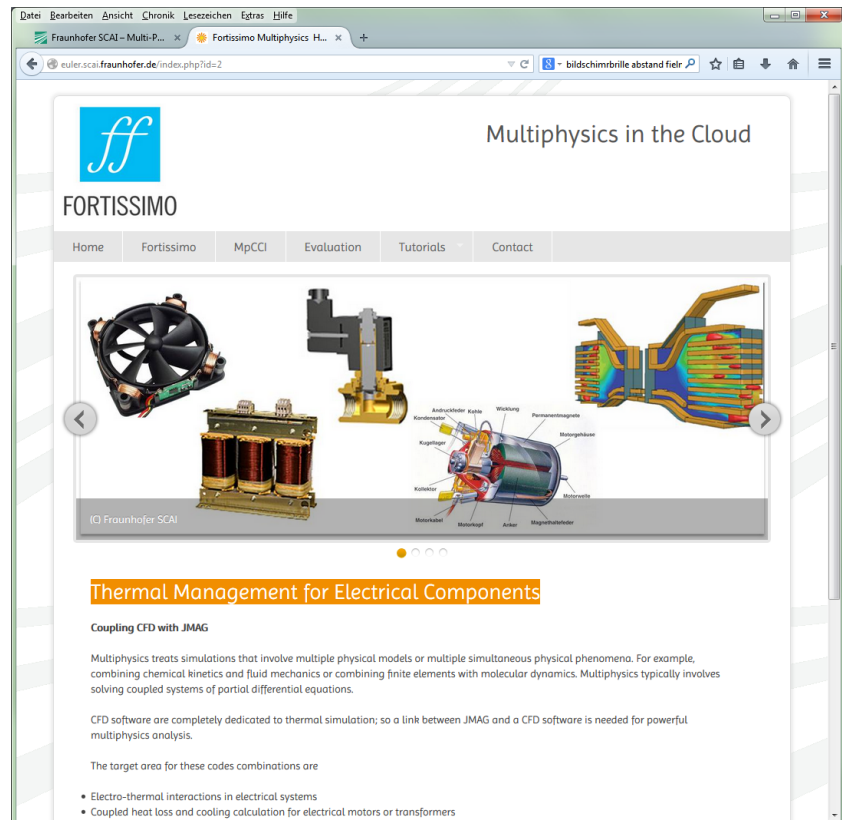 Datei Bearbeiten Ansicht Chronik Lesezeichen Extras Hilfe
Fraunhofer SCAI – Multi-P...
Fortissimo Multiphysics H...
euler.scai.fraunhofer.de/index.php?id=2
bildschimrbrille abstand fielr
ff
FORTISSIMO
Multiphysics in the Cloud
Home Fortissimo MpCCI Evaluation Tutorials Contact
Andruckfeder Kohle Wicklung Permanentmagnete
Kondensator
Motorgehäuse
Kugellager
Kollektor
Motorwelle
Motorkabel Motorkopf Anker Magnethaltefeder
(C) Fraunhofer SCAI
Thermal Management for Electrical Components
Coupling CFD with JMAG
Multiphysics treats simulations that involve multiple physical models or multiple simultaneous physical phenomena. For example,
combining chemical kinetics and fluid mechanics or combining finite elements with molecular dynamics. Multiphysics typically involves
solving coupled systems of partial differential equations.
CFD software are completely dedicated to thermal simulation; so a link between JMAG and a CFD software is needed for powerful
multiphysics analysis.
The target area for these codes combinations are
• Electro-thermal interactions in electrical systems
• Coupled heat loss and cooling calculation for electrical motors or transformers